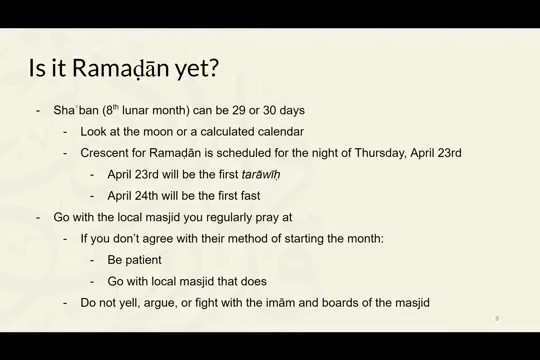 Is it Ramaḍān yet?
- Shaʿban (8th lunar month) can be 29 or 30 days
- Look at the moon or a calculated calendar
- Crescent for Ramaḍān is scheduled for the night of Thursday, April 23rd
- April 23rd will be the first tarāwīḥ
- April 24th will be the first fast
- Go with the local masjid you regularly pray at
- If you don’t agree with their method of starting the month:
- Be patient
- Go with local masjid that does
- Do not yell, argue, or fight with the imām and boards of the masjid
9